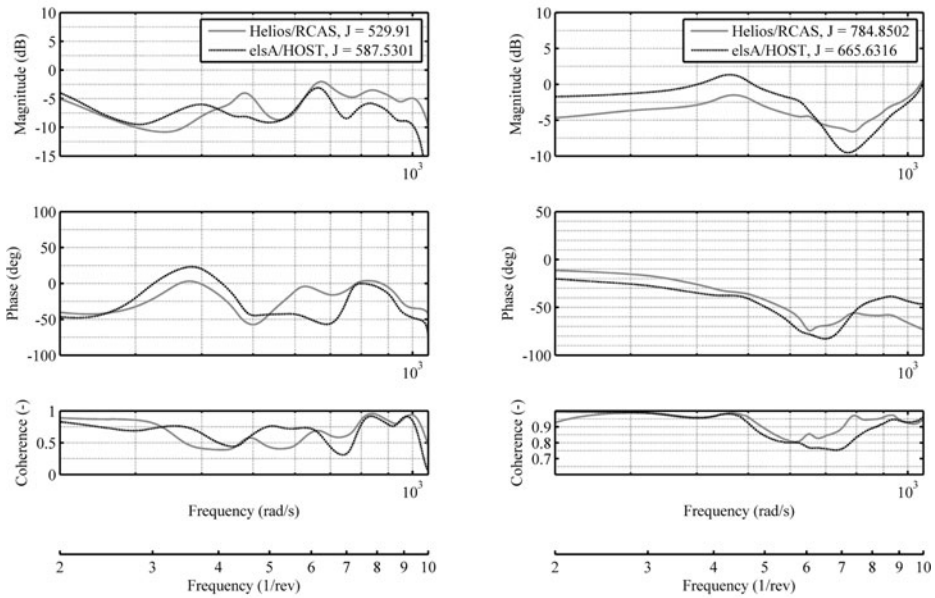 10
5
0
-5
-10
-15
Magnitude (dB)
Helios/RCAS, J = 529.91
elsA/HOST, J = 587.5301
10³
100
50
0
-50
-100
Phase (deg)
10³
1
0.5
0
Coherence (-)
10³
Frequency (rad/s)
2 3 4 5 6 7 8 9 10
Frequency (1/rev)
10
5
0
-5
-10
Magnitude (dB)
Helios/RCAS, J = 784.8502
elsA/HOST, J = 665.6316
10³
50
0
-50
-100
Phase (deg)
10³
0.9
0.8
0.7
Coherence (-)
10³
Frequency (rad/s)
2 3 4 5 6 7 8 9 10
Frequency (1/rev)